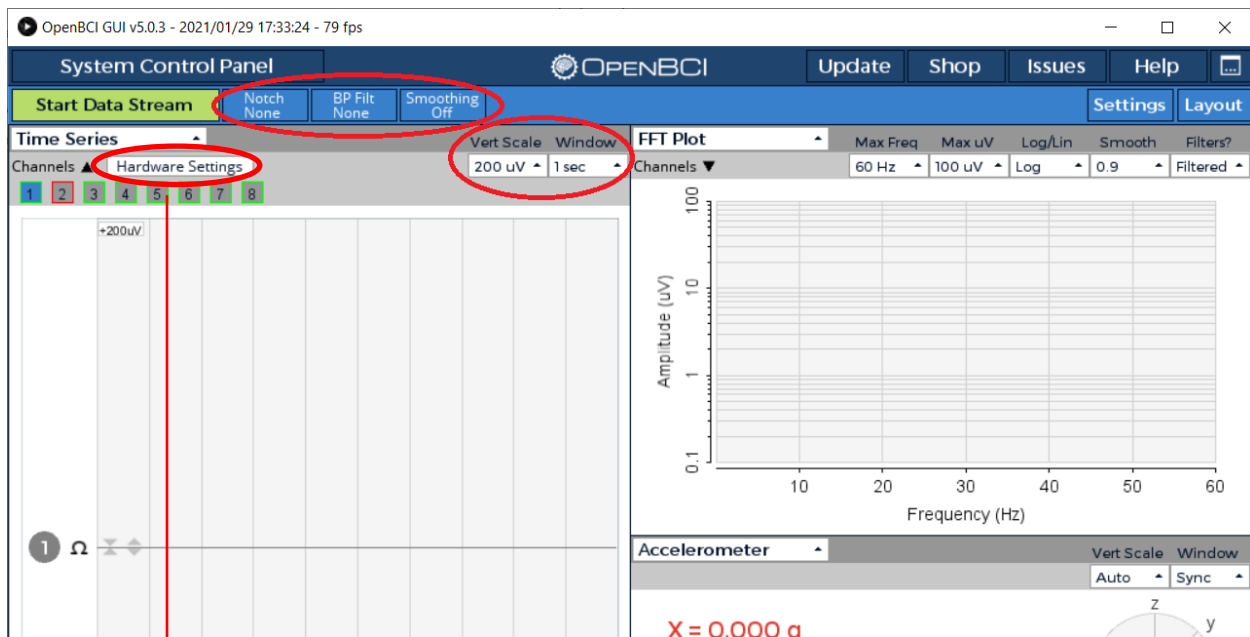 OpenBCI GUI v5.0.3 - 2021/01/29 17:33:24 - 79 fps
System Control Panel
OPENBCI
Update
Shop
Issues
Help
Start Data Stream
Notch
None
BP Filt
None
Smoothing
Off
Settings
Layout
Time Series
Vert Scale
Window
Channels
Hardware Settings
200 uV
1 sec
1 2 3 4 5 6 7 8
+200uV
1 Ω
FFT Plot
Max Freq
Max uV
Log/Lin
Smooth
Filters?
Channels
60 Hz
100 uV
Log
0.9
Filtered
100
10
1
0.1
Amplitude (uV)
10 20 30 40 50 60
Frequency (Hz)
Accelerometer
Vert Scale
Window
Auto
Sync
z
y
X = 0.000 g